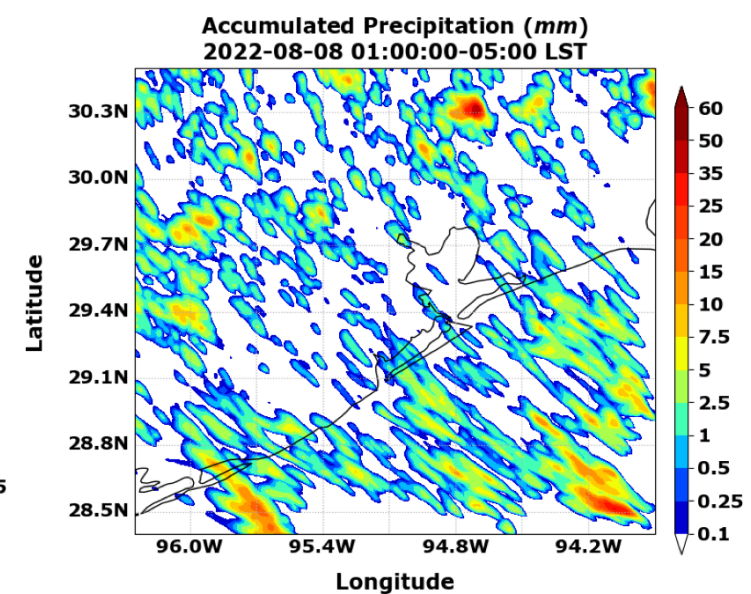 Accumulated Precipitation (mm)
2022-08-08 01:00:00-05:00 LST
30.3N
30.0N
29.7N
29.4N
29.1N
28.8N
28.5N
Latitude
96.0W 95.4W 94.8W 94.2W
Longitude
60
50
35
25
20
15
10
7.5
5
2.5
1
0.5
0.25
0.1
5